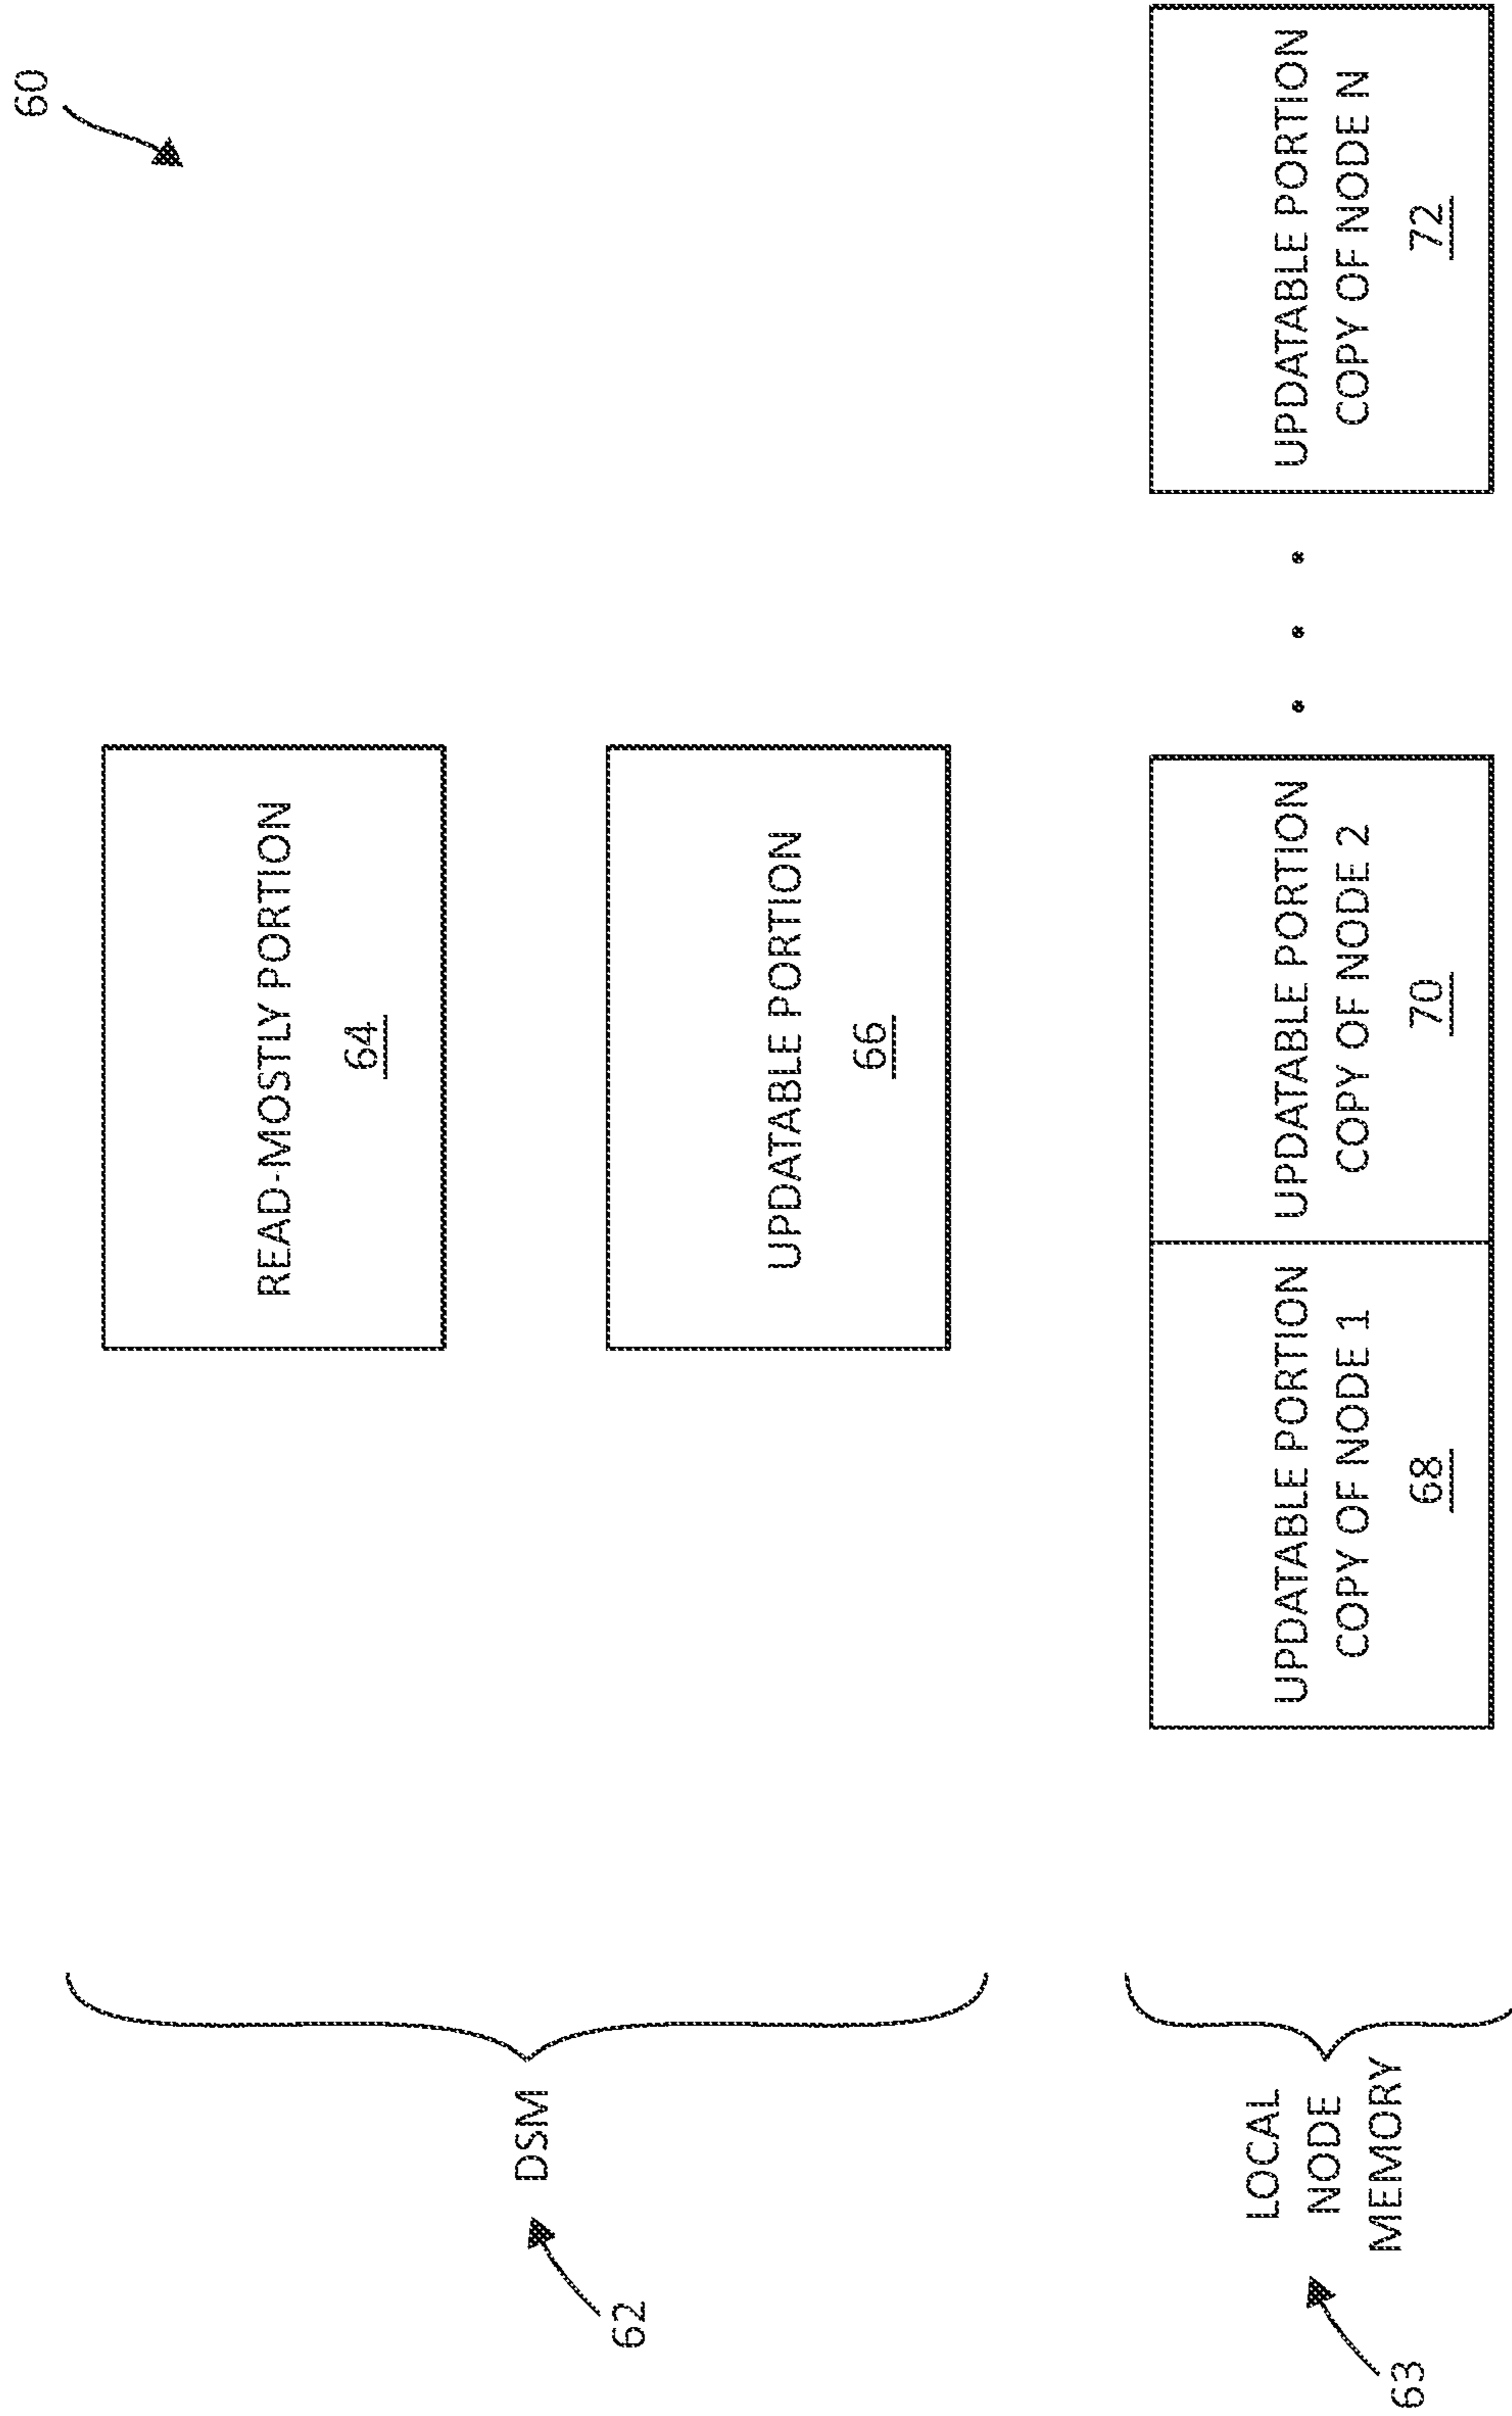 60
READ-MOSTLY PORTION
64
UPDATABLE PORTION
66
DSM
62
UPDATABLE PORTION
COPY OF NODE 1
68
UPDATABLE PORTION
COPY OF NODE 2
70
UPDATABLE PORTION
COPY OF NODE N
72
LOCAL
NODE
MEMORY
63